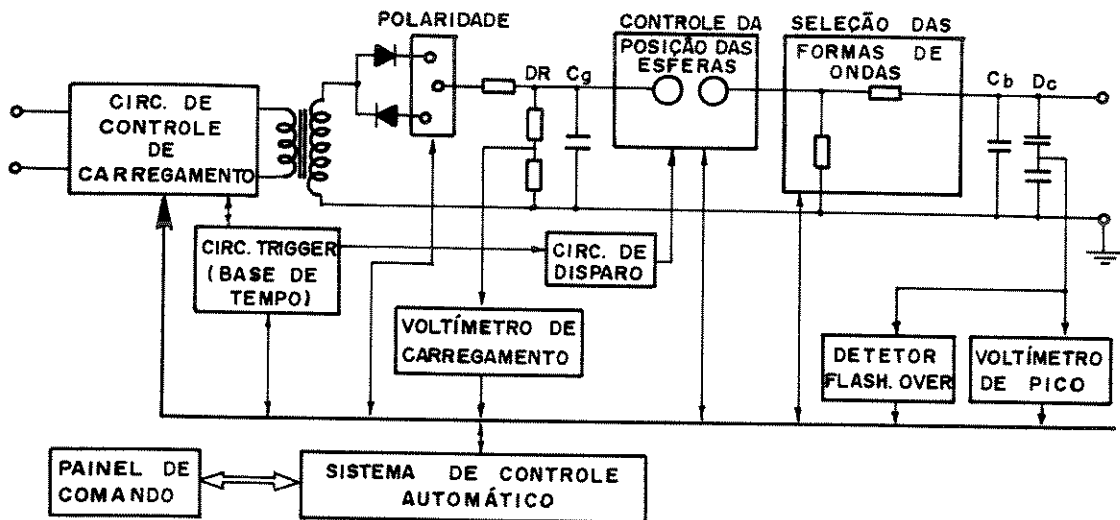 POLARIDADE
CONTROLE DA
POSIÇÃO DAS
ESFERAS
SELEÇÃO DAS
FORMAS DE
ONDAS
DR
Cg
Cb
Dc
CIRC. DE
CONTROLE
DE
CARREGAMENTO
CIRC. TRIGGER
(BASE DE
TEMPO)
CIRC. DE
DISPARO
VOLTÍMETRO DE
CARREGAMENTO
DETETOR
FLASH. OVER
VOLTÍMETRO
DE PICO
PAINEL DE
COMANDO
SISTEMA DE CONTROLE
AUTOMÁTICO